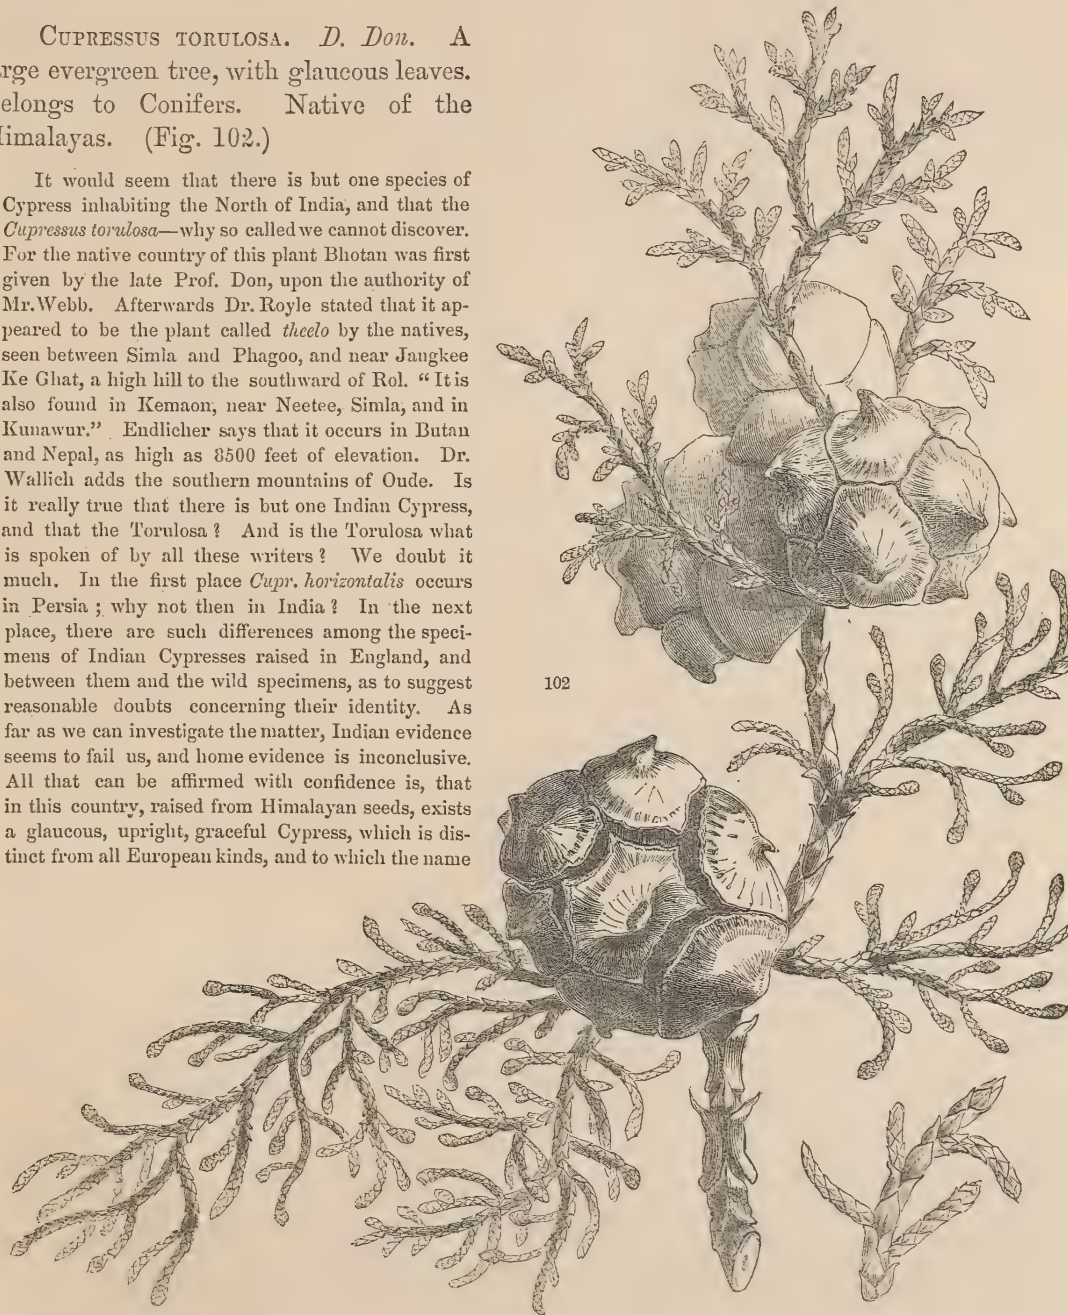 CUPRESSUS TORULOSA. D. Don. A
rge evergreen tree, with glaucous leaves.
elongs to Conifers. Native of the
imalayas. (Fig. 102.)
It would seem that there is but one species of
Cypress inhabiting the North of India, and that the
Cupressus torulosa—why so called we cannot discover.
For the native country of this plant Bhotan was first
given by the late Prof. Don, upon the authority of
Mr. Webb. Afterwards Dr. Royle stated that it ap-
peared to be the plant called theelo by the natives,
seen between Simla and Phagoo, and near Jangkee
Ke Ghat, a high hill to the southward of Rol. “It is
also found in Kemaon, near Neetee, Simla, and in
Kunawur.” Endlicher says that it occurs in Butan
and Nepal, as high as 8500 feet of elevation. Dr.
Wallich adds the southern mountains of Oude. Is
it really true that there is but one Indian Cypress,
and that the Torulosa? And is the Torulosa what
is spoken of by all these writers? We doubt it
much. In the first place Cupr. horizontalis occurs
in Persia; why not then in India? In the next
place, there are such differences among the speci-
mens of Indian Cypresses raised in England, and
between them and the wild specimens, as to suggest
reasonable doubts concerning their identity. As
far as we can investigate the matter, Indian evidence
seems to fail us, and home evidence is inconclusive.
All that can be affirmed with confidence is, that
in this country, raised from Himalayan seeds, exists
a glaucous, upright, graceful Cypress, which is dis-
tinct from all European kinds, and to which the name
102